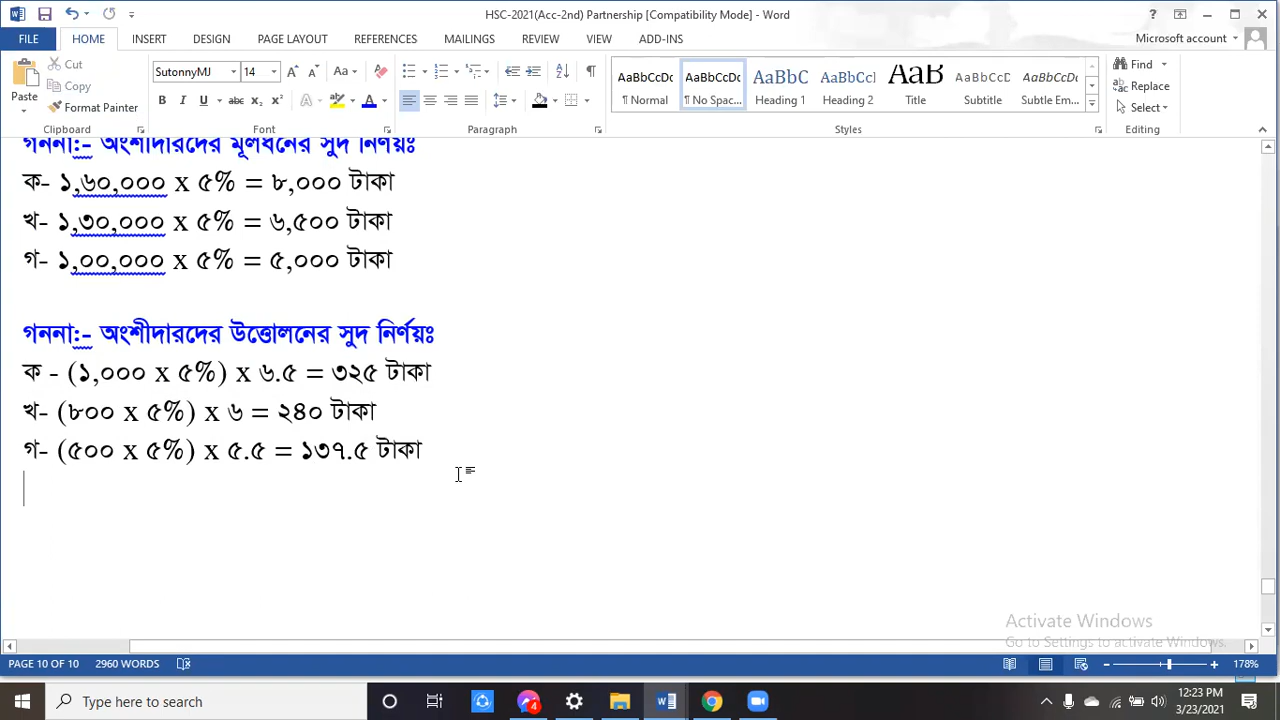 HSC-2021(Acc-2nd) Partnership [Compatibility Mode] - Word
FILE HOME INSERT DESIGN PAGE LAYOUT REFERENCES MAILINGS REVIEW VIEW ADD-INS Microsoft account
Paste Cut Copy Format Painter
SutonnyMJ 14
AaBbCcDc AaBbCcDc AaBbC AaBbCc AaB AaBbCcD AaBbCcD
¶ Normal ¶ No Spac... Heading Heading 2 Title Subtitle Subtle Em...
Find Replace Select
Clipboard Font Paragraph Styles Editing
গননা:- অংশীদারদের মূলধনের সুদ নির্ণয়ঃ
ক- ১,৬০,০০০ x ৫% = ৮,০০০ টাকা
খ- ১,৩০,০০০ x ৫% = ৬,৫০০ টাকা
গ- ১,০০,০০০ x ৫% = ৫,০০০ টাকা
গননা:- অংশীদারদের উত্তোলনের সুদ নির্ণয়ঃ
ক - (১,০০০ x ৫%) x ৬.৫ = ৩২৫ টাকা
খ- (৮০০ x ৫%) x ৬ = ২৪০ টাকা
গ- (৫০০ x ৫%) x ৫.৫ = ১৩৭.৫ টাকা
Activate Windows
Go to Settings to activate Windows.
PAGE 10 OF 10 2960 WORDS 178%
Type here to search 4 12:23 PM
3/23/2021